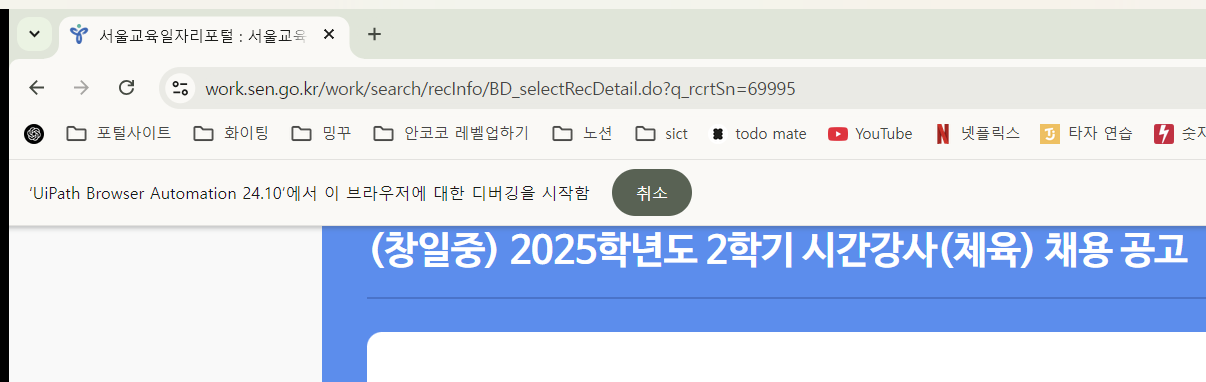 서울교육일자리포털 : 서울교육
work.sen.go.kr/work/search/recInfo/BD_selectRecDetail.do?q_rcrtSn=69995
포털사이트 화이팅 밍꾸 안코코 레벨업하기 노션 sict todo mate YouTube 넷플릭스 타자 연습 숫자
'UiPath Browser Automation 24.10'에서 이 브라우저에 대한 디버깅을 시작함 취소
(창일중) 2025학년도 2학기 시간강사(체육) 채용 공고